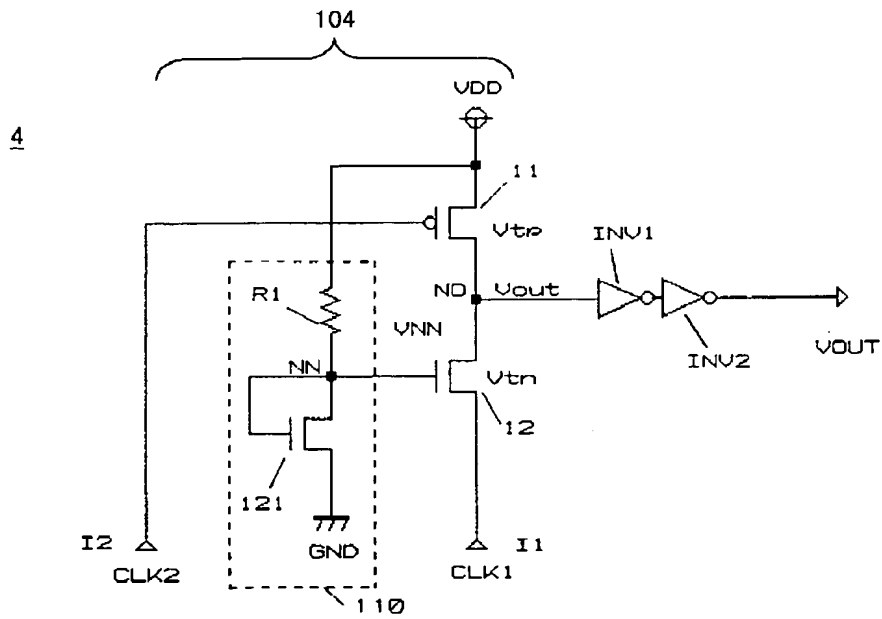 104
VDD
4
11
Vtp
INV1
R1
ND
Vout
VNN
INV2
VOUT
NN
Vtn
12
121
I2
GND
I1
CLK2
CLK1
110